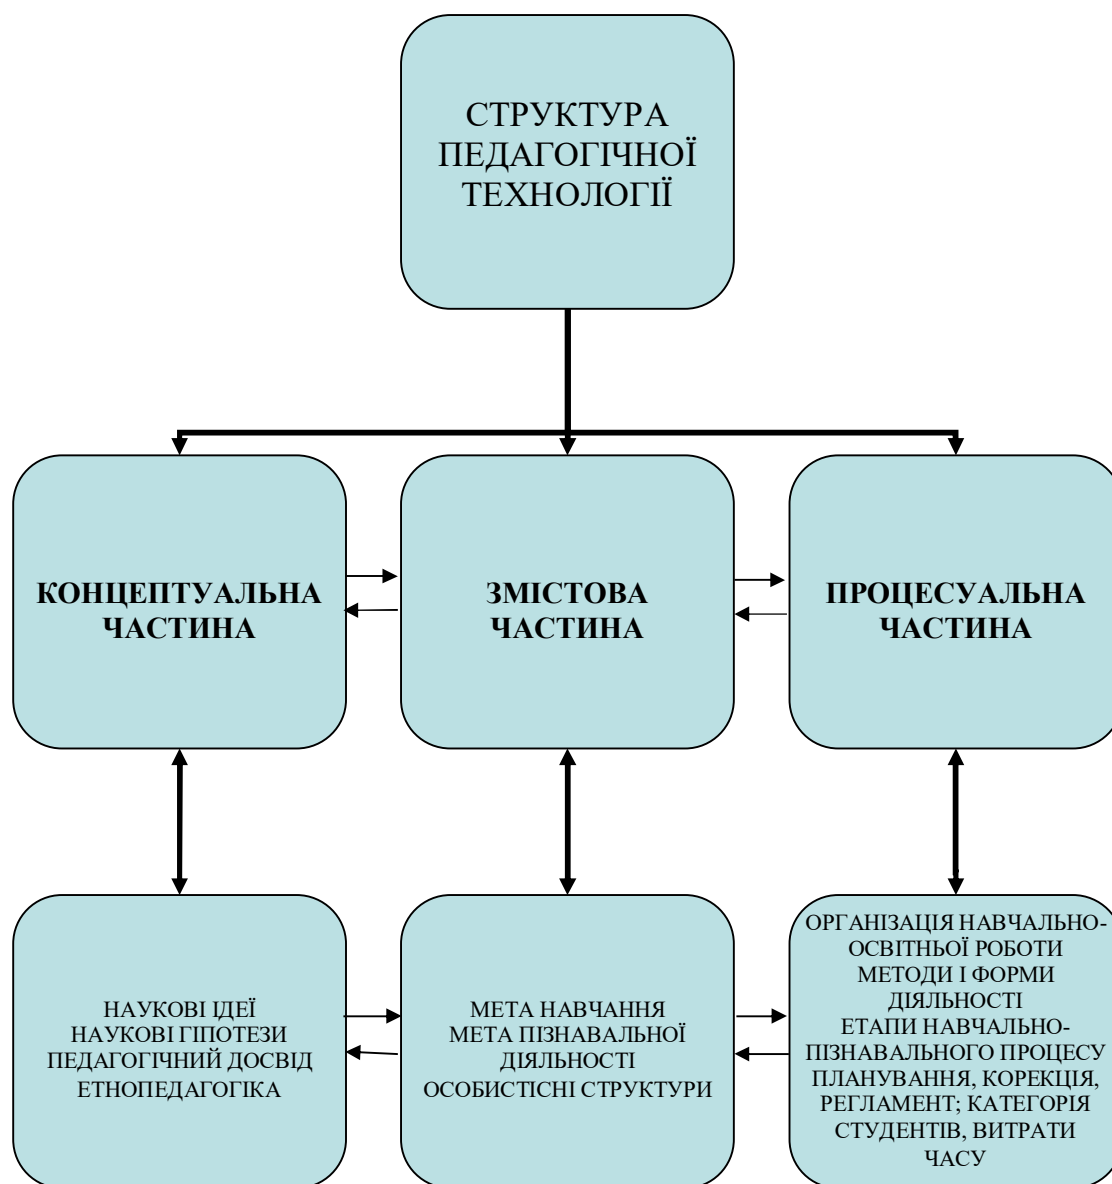 СТРУКТУРА
ПЕДАГОГІЧНОЇ
ТЕХНОЛОГІЇ
КОНЦЕПТУАЛЬНА
ЧАСТИНА
ЗМІСТОВА
ЧАСТИНА
ПРОЦЕСУАЛЬНА
ЧАСТИНА
НАУКОВІ ІДЕЇ
НАУКОВІ ГІПОТЕЗИ
ПЕДАГОГІЧНИЙ ДОСВІД
ЕТНОПЕДАГОГІКА
МЕТА НАВЧАННЯ
МЕТА ПІЗНАВАЛЬНОЇ
ДІЯЛЬНОСТІ
ОСОБИСТІСНІ СТРУКТУРИ
ОРГАНІЗАЦІЯ НАВЧАЛЬНО-
ОСВІТНЬОЇ РОБОТИ
МЕТОДИ І ФОРМИ
ДІЯЛЬНОСТІ
ЕТАПИ НАВЧАЛЬНО-
ПІЗНАВАЛЬНОГО ПРОЦЕСУ
ПЛАНУВАННЯ, КОРЕКЦІЯ,
РЕГЛАМЕНТ; КАТЕГОРІЯ
СТУДЕНТІВ, ВИТРАТИ
ЧАСУ